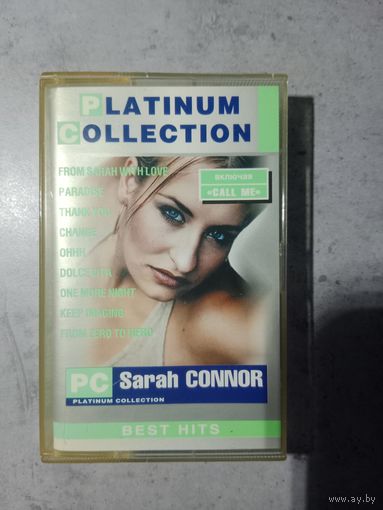 PLATINUM
COLLECTION
FROM SARAH WITH LOVE
PARADISE
THANK YOU
CHANGE
OHHH
DOLCE VITA
ONE MORE NIGHT
KEEP IMAGING
FROM ZERO TO HERO
включая
«CALL ME»
PC Sarah CONNOR
PLATINUM COLLECTION
BEST HITS
www.ay.by